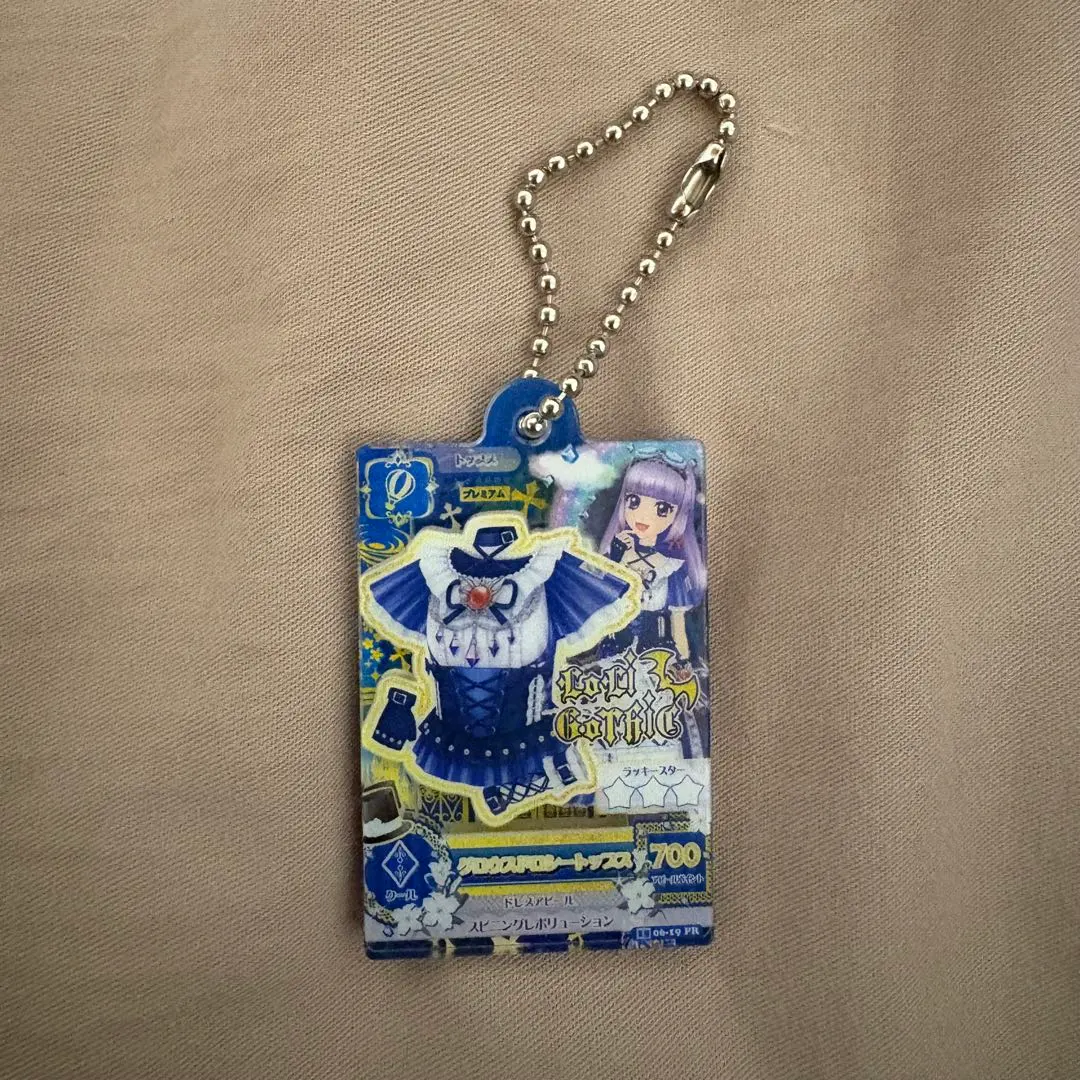 トップス
プレミアム
LoLi
GoThiC
ラッキースター
グロウスドロシートップス
700
アピールポイント
クール
ドレスアピール
スピニングレボリューション
06-19 PR